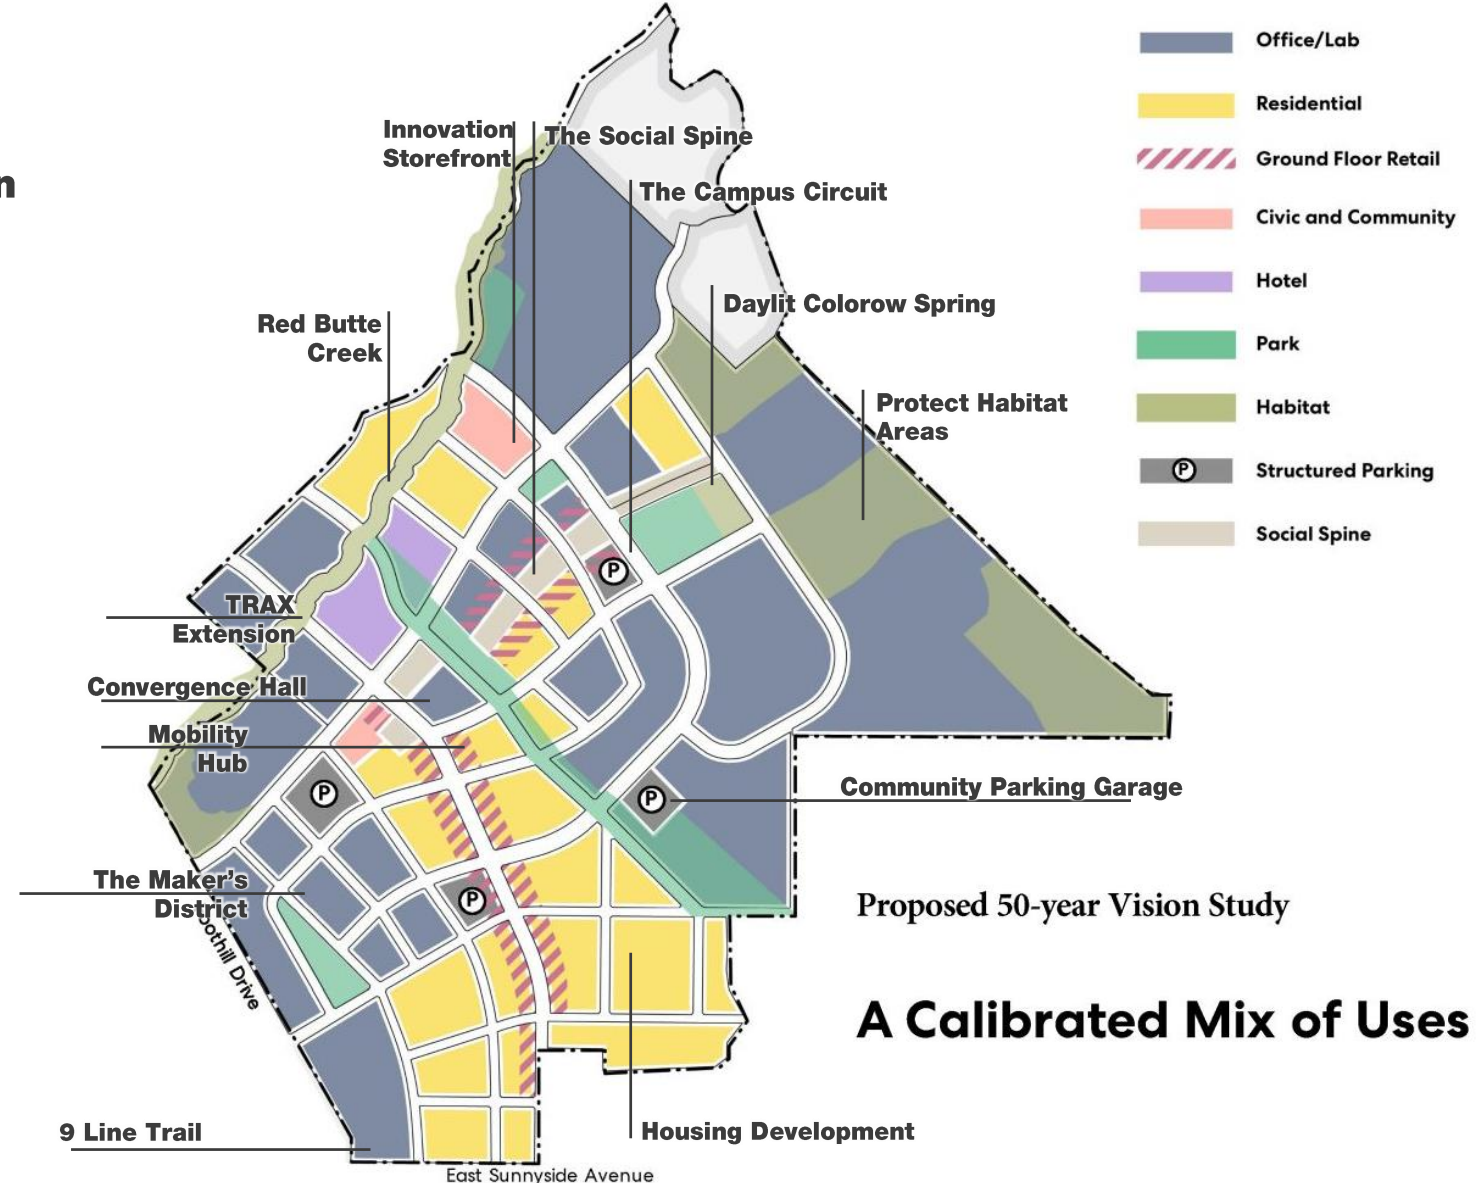 n
Innovation
Storefront
The Social Spine
The Campus Circuit
Daylit Colorow Spring
Red Butte
Creek
Protect Habitat
Areas
TRAX
Extension
Convergence Hall
Mobility
Hub
Community Parking Garage
The Maker's
District
oothill Drive
9 Line Trail
Housing Development
East Sunnyside Avenue
P
P
P
P
Office/Lab
Residential
Ground Floor Retail
Civic and Community
Hotel
Park
Habitat
P
Structured Parking
Social Spine
Proposed 50-year Vision Study
A Calibrated Mix of Uses